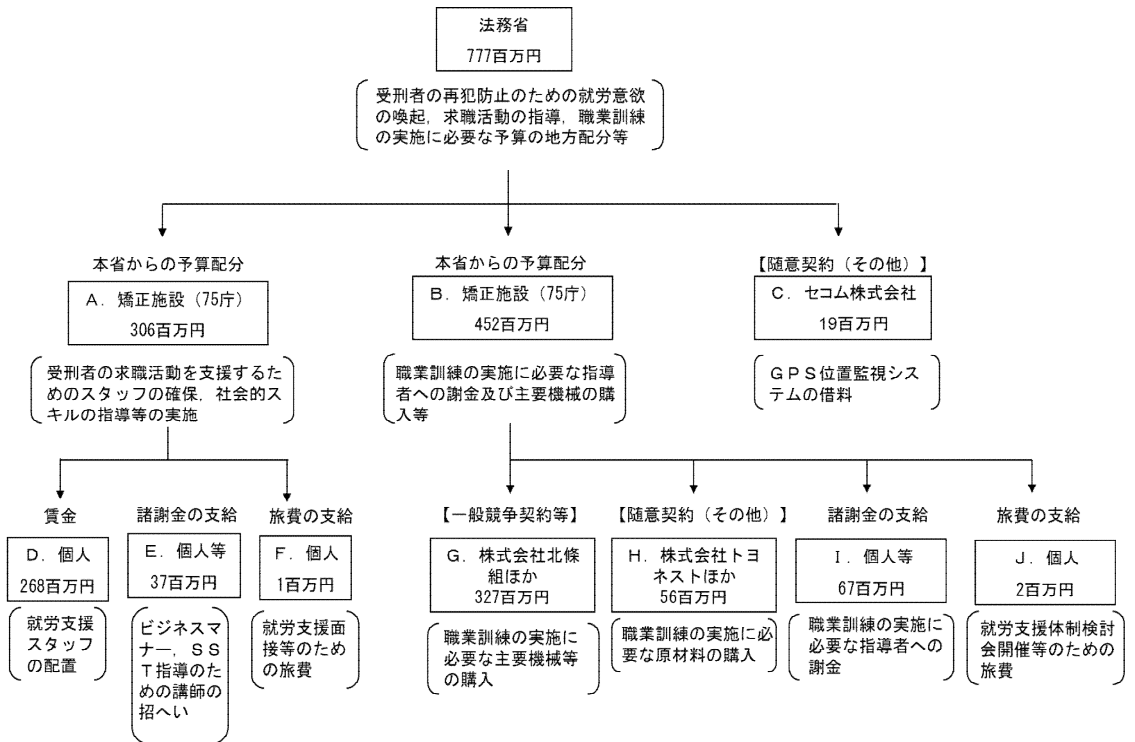 法務省
777百万円
受刑者の再犯防止のための就労意欲
の喚起，求職活動の指導，職業訓練
の実施に必要な予算の地方配分等
本省からの予算配分
A．矯正施設（75庁）
306百万円
受刑者の求職活動を支援するた
めのスタッフの確保，社会的ス
キルの指導等の実施
本省からの予算配分
B．矯正施設（75庁）
452百万円
職業訓練の実施に必要な指導
者への謝金及び主要機械の購
入等
【随意契約（その他）】
C．セコム株式会社
19百万円
GPS位置監視シス
テムの借料
賃金
D．個人
268百万円
就労支援
スタッフ
の配置
諸謝金の支給
E．個人等
37百万円
ビジネスマ
ナー，SS
T指導のた
めの講師の
招へい
旅費の支給
F．個人
1百万円
就労支援面
接等のため
の旅費
【一般競争契約等】
G．株式会社北條
組ほか
327百万円
職業訓練の実施に
必要な主要機械等
の購入
【随意契約（その他）】
H．株式会社トヨ
ネストほか
56百万円
職業訓練の実施に必
要な原材料の購入
諸謝金の支給
I．個人等
67百万円
職業訓練の実施に
必要な指導者への
謝金
旅費の支給
J．個人
2百万円
就労支援体制検討
会開催等のための
旅費